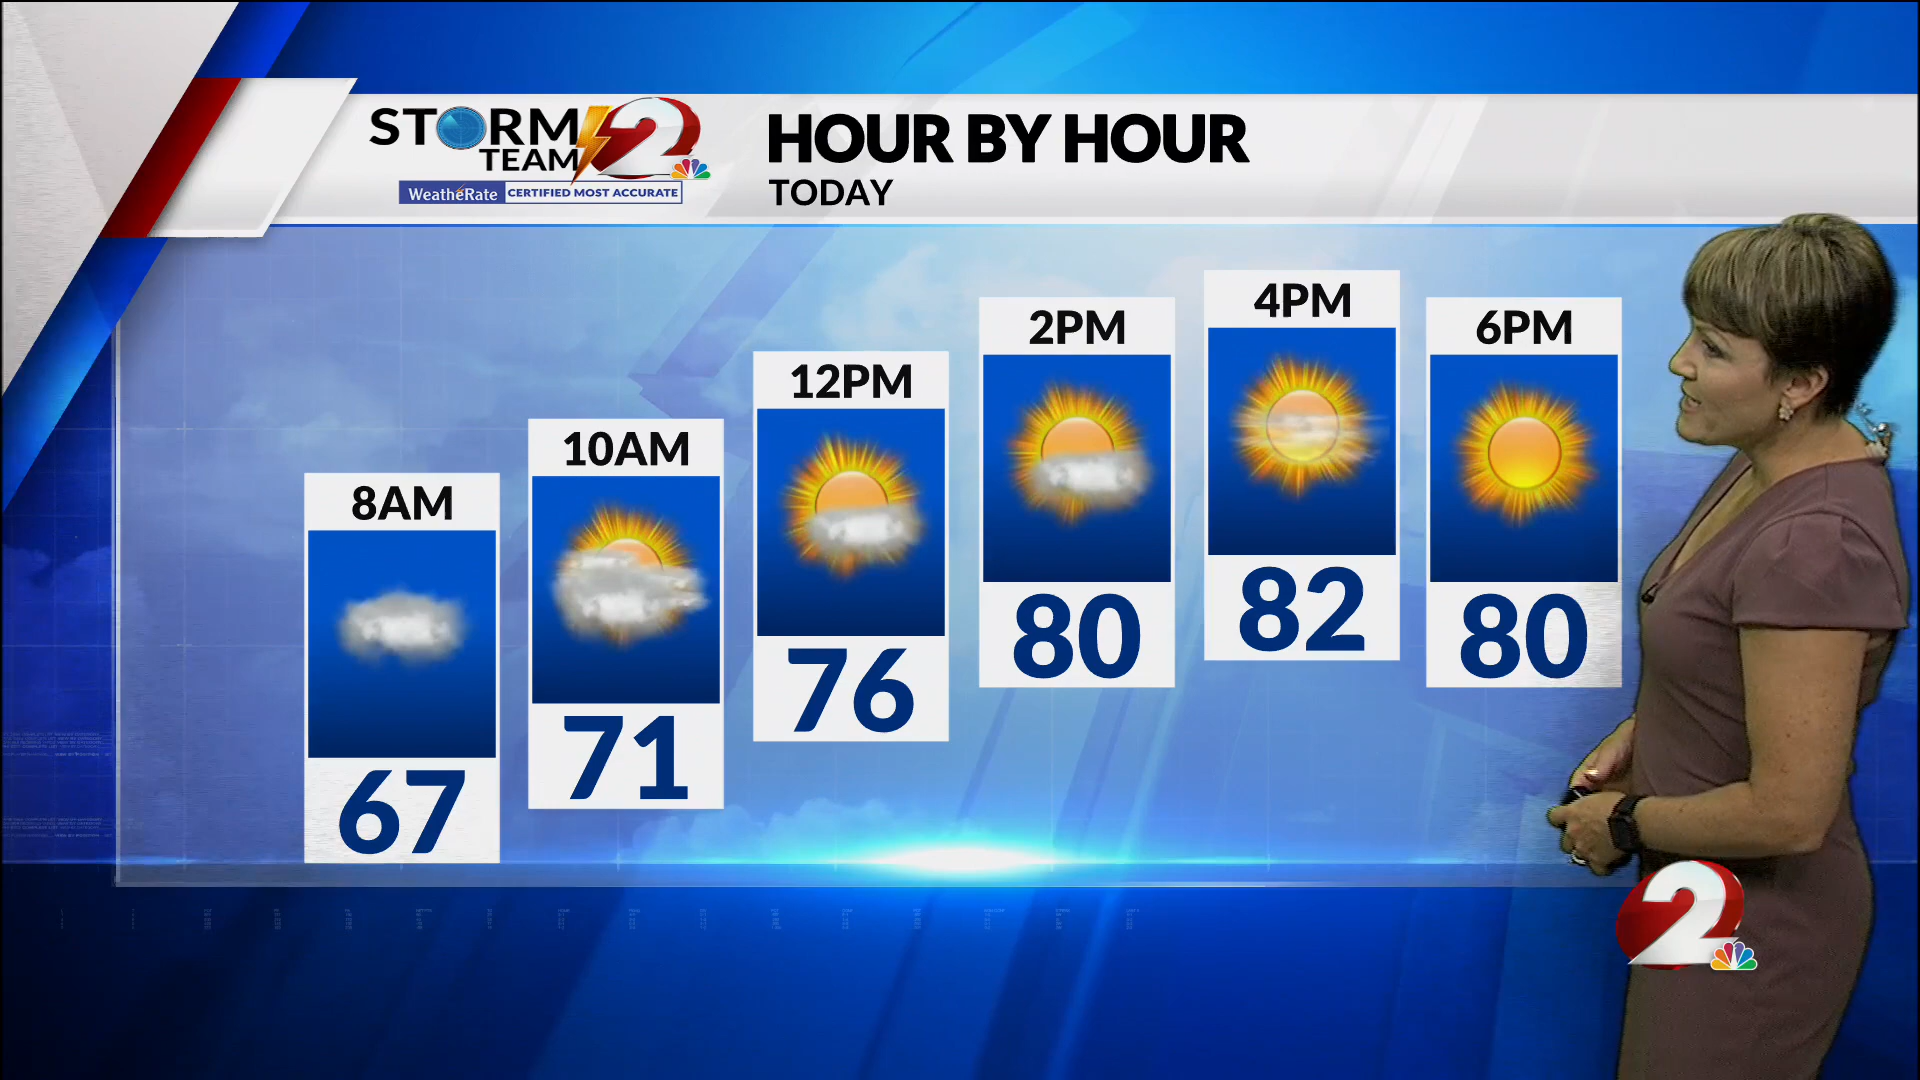 STORM
TEAM 2
WeatheRate CERTIFIED MOST ACCURATE
HOUR BY HOUR
TODAY
8AM
67
10AM
71
12PM
76
2PM
80
4PM
82
6PM
80
2